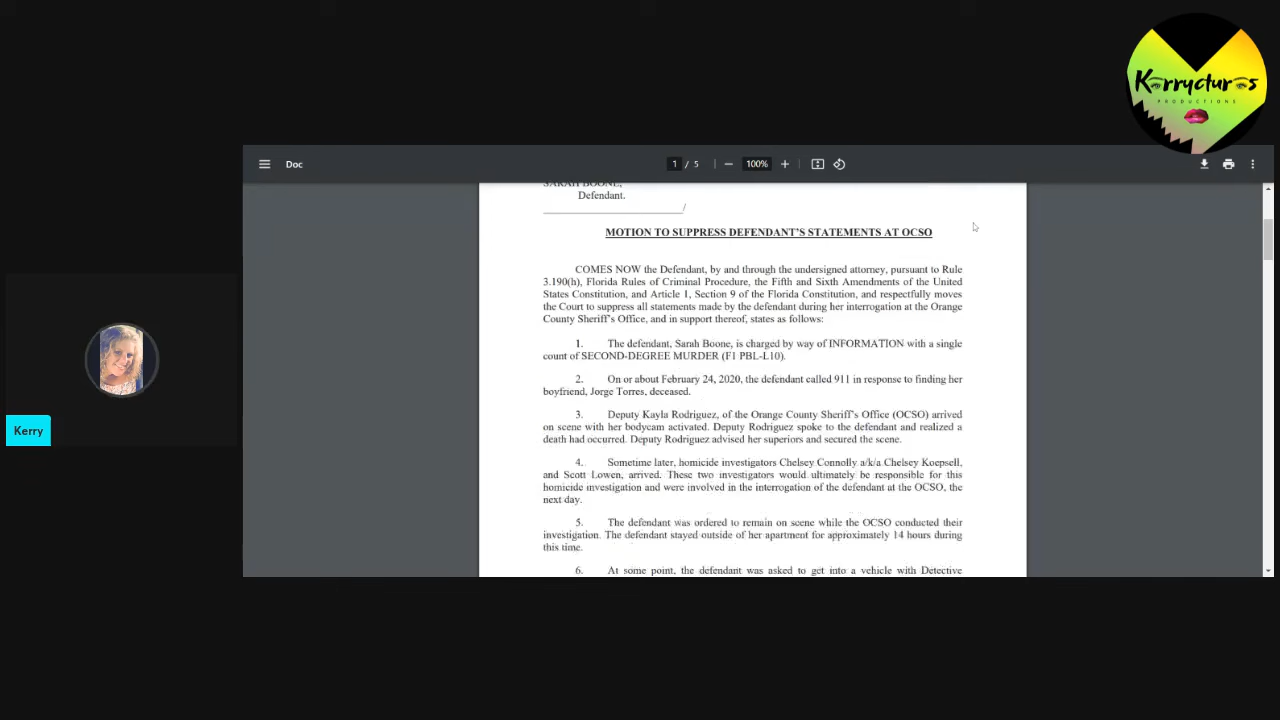 Kerryctures
PRODUCTIONS
Doc
1 / 5
100%
SARAH BOONE,
Defendant.
/
MOTION TO SUPPRESS DEFENDANT'S STATEMENTS AT OCSO
COMES NOW the Defendant, by and through the undersigned attorney, pursuant to Rule
3.190(h), Florida Rules of Criminal Procedure, the Fifth and Sixth Amendments of the United
States Constitution, and Article 1, Section 9 of the Florida Constitution, and respectfully moves
the Court to suppress all statements made by the defendant during her interrogation at the Orange
County Sheriff's Office, and in support thereof, states as follows:
1. The defendant, Sarah Boone, is charged by way of INFORMATION with a single
count of SECOND-DEGREE MURDER (F1 PBL-L10).
2. On or about February 24, 2020, the defendant called 911 in response to finding her
boyfriend, Jorge Torres, deceased.
3. Deputy Kayla Rodriguez, of the Orange County Sheriff's Office (OCSO) arrived
on scene with her bodycam activated. Deputy Rodriguez spoke to the defendant and realized a
death had occurred. Deputy Rodriguez advised her superiors and secured the scene.
4. Sometime later, homicide investigators Chelsey Connolly a/k/a Chelsey Koepsell,
and Scott Lowen, arrived. These two investigators would ultimately be responsible for this
homicide investigation and were involved in the interrogation of the defendant at the OCSO, the
next day.
5. The defendant was ordered to remain on scene while the OCSO conducted their
investigation. The defendant stayed outside of her apartment for approximately 14 hours during
this time.
6. At some point, the defendant was asked to get into a vehicle with Detective
Kerry